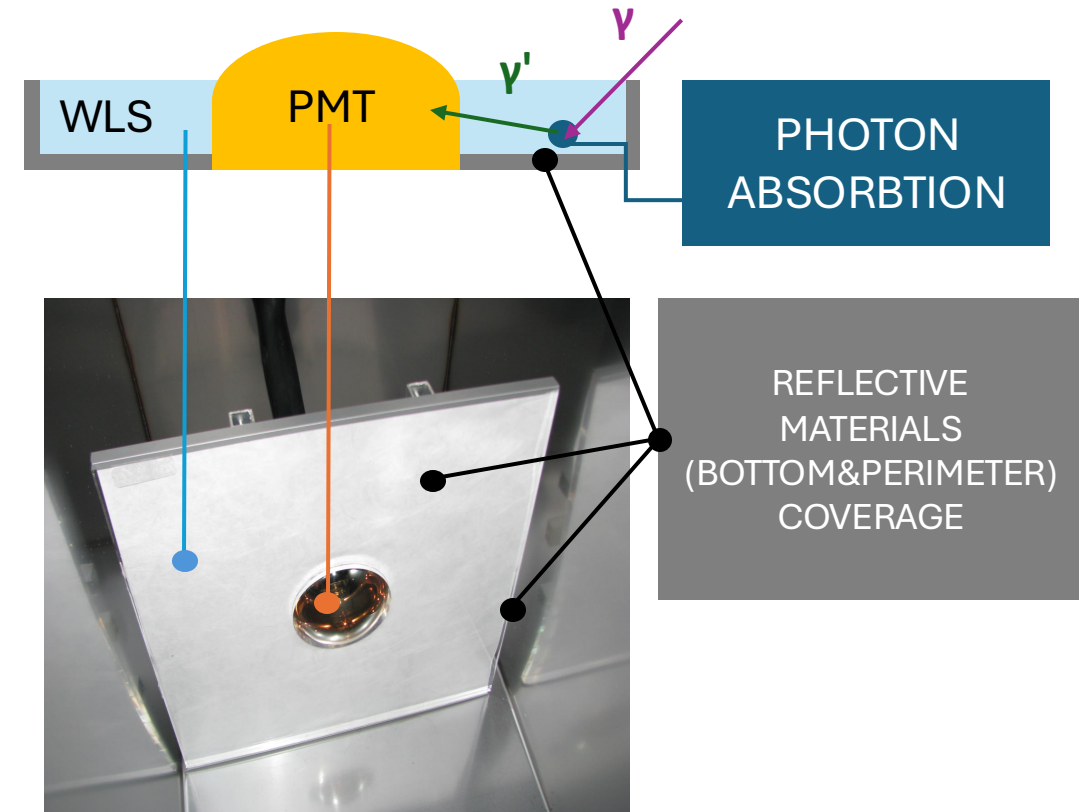 γ
γ'
WLS
PMT
PHOTON
ABSORBTION
REFLECTIVE
MATERIALS
(BOTTOM&PERIMETER)
COVERAGE